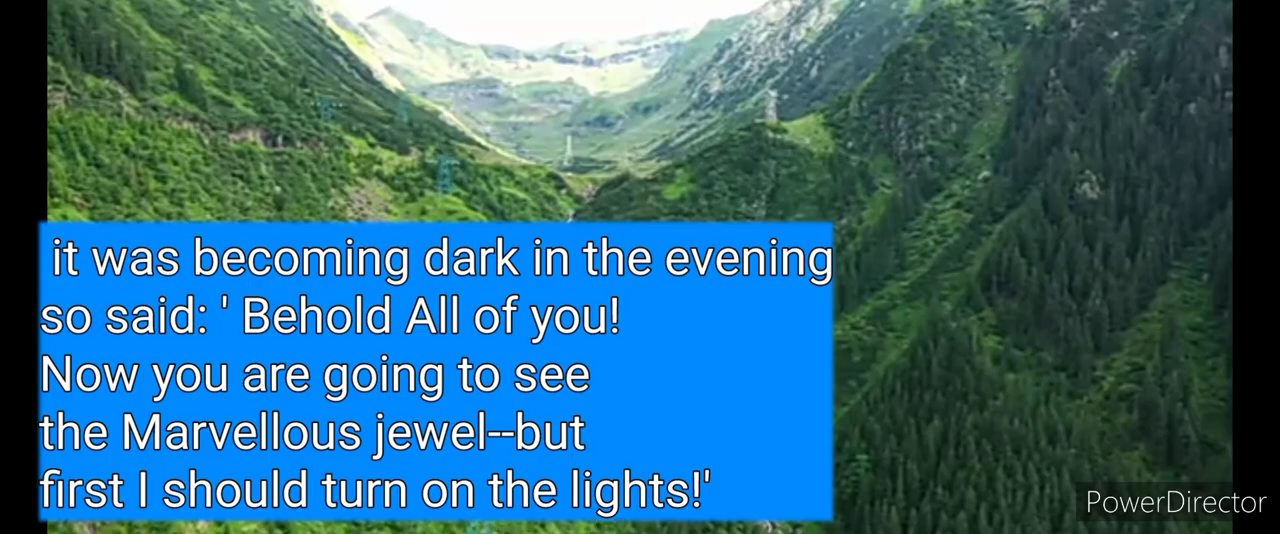 it was becoming dark in the evening
so said: ' Behold All of you!
Now you are going to see
the Marvellous jewel--but
first I should turn on the lights!'
PowerDirector